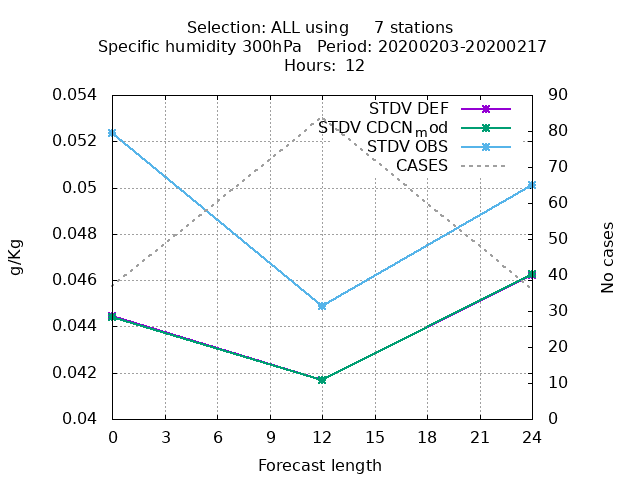 Selection: ALL using     7 stations
Specific humidity 300hPa   Period: 20200203-20200217
Hours: 12
STDV DEF
STDV CDCN_mod
STDV OBS
CASES
0.054
0.052
0.05
0.048
0.046
0.044
0.042
0.04
90
80
70
60
50
40
30
20
10
0
g/Kg
No cases
0 3 6 9 12 15 18 21 24
Forecast length